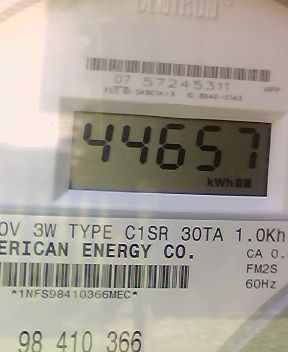 CENTRON
07 57245311
44657
kWh
0V 3W TYPE C1SR 30TA 1.0Kh
ERICAN ENERGY CO.
CA 0.
FM2S
*1NFS98410366MEC*
60Hz
98 410 366